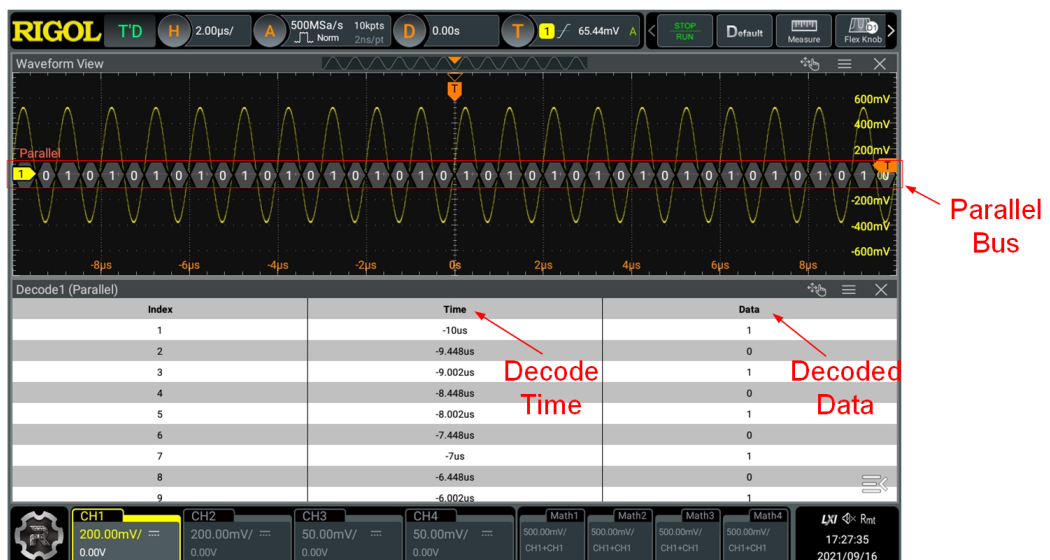 RIGOL T'D H 2.00μs/ A 500MSa/s 10kpts Norm 2ns/pt D 0.00s T 1 65.44mV A STOP RUN Default Measure Flex Knob
Waveform View
T
600mV
400mV
Parallel
200mV
1 0 1 0 1 0 1 0 1 0 1 0 1 0 1 0 1 0 1 0 1 0 1 0 1 0 1 0 1 0 1 0 1 0 1 0 1 0 1 T
-200mV
-400mV
-600mV
-8μs -6μs -4μs -2μs 0s 2μs 4μs 6μs 8μs
Parallel
Bus
Decode1 (Parallel)
Index Time Data
1 -10us 1
2 -9.448us 0
3 -9.002us 1
4 -8.448us 0
5 -8.002us 1
6 -7.448us 0
7 -7us 1
8 -6.448us 0
9 -6.002us 1
Decode
Time
Decoded
Data
CH1 CH2 CH3 CH4 Math1 Math2 Math3 Math4 LXI Rmt
200.00mV/ 200.00mV/ 50.00mV/ 50.00mV/ 500.00mV/ 500.00mV/ 500.00mV/ 500.00mV/ 17:27:35
0.00V 0.00V 0.00V 0.00V CH1+CH1 CH1+CH1 CH1+CH1 CH1+CH1 2021/09/16